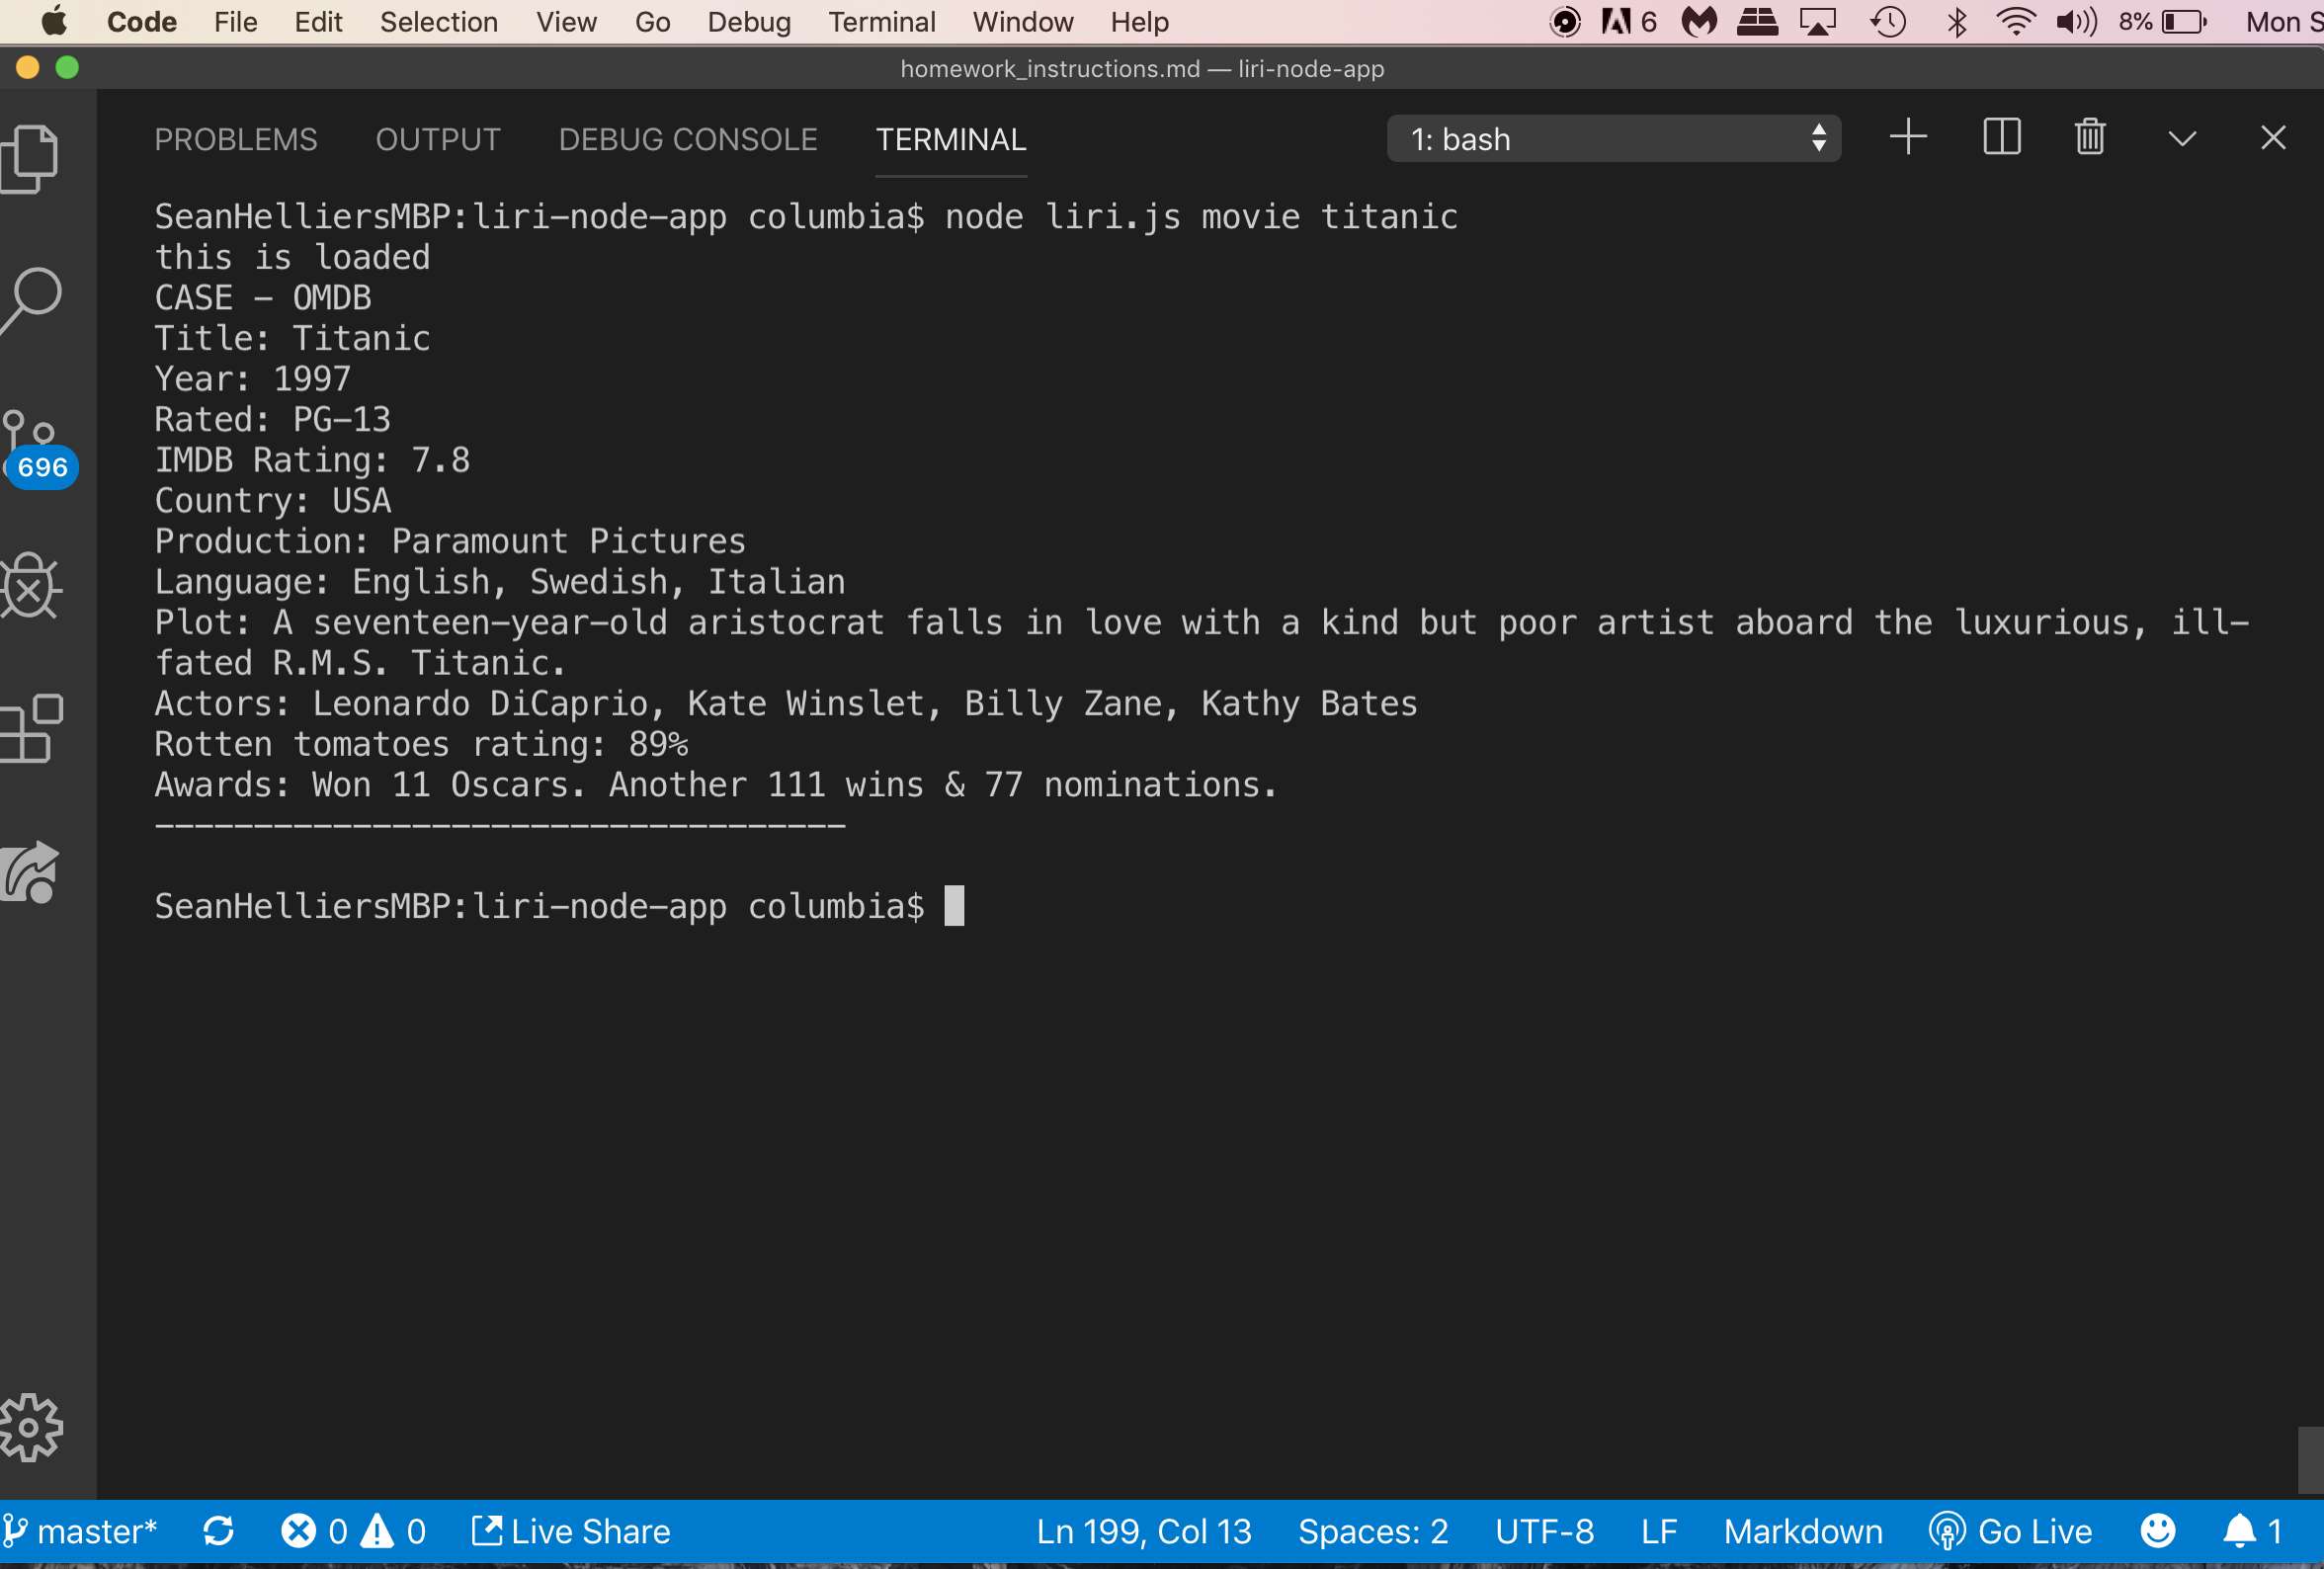 Code File Edit Selection View Go Debug Terminal Window Help 6 8% Mon S
homework_instructions.md — liri-node-app
PROBLEMS OUTPUT DEBUG CONSOLE TERMINAL 1: bash
SeanHelliersMBP:liri-node-app columbia$ node liri.js movie titanic
this is loaded
CASE - OMDB
Title: Titanic
Year: 1997
Rated: PG-13
IMDB Rating: 7.8
696
Country: USA
Production: Paramount Pictures
Language: English, Swedish, Italian
Plot: A seventeen-year-old aristocrat falls in love with a kind but poor artist aboard the luxurious, ill-
fated R.M.S. Titanic.
Actors: Leonardo DiCaprio, Kate Winslet, Billy Zane, Kathy Bates
Rotten tomatoes rating: 89%
Awards: Won 11 Oscars. Another 111 wins & 77 nominations.
-----------------------------------
SeanHelliersMBP:liri-node-app columbia$
master* 0 0 Live Share Ln 199, Col 13 Spaces: 2 UTF-8 LF Markdown Go Live 1